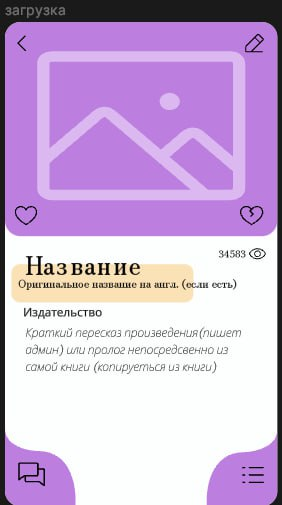 загрузка
34583
Название
Оригинальное название на англ. (если есть)
Издательство
Краткий пересказ произведения(пишет
админ) или пролог непосредсвенно из
самой книги (копируеться из книги)